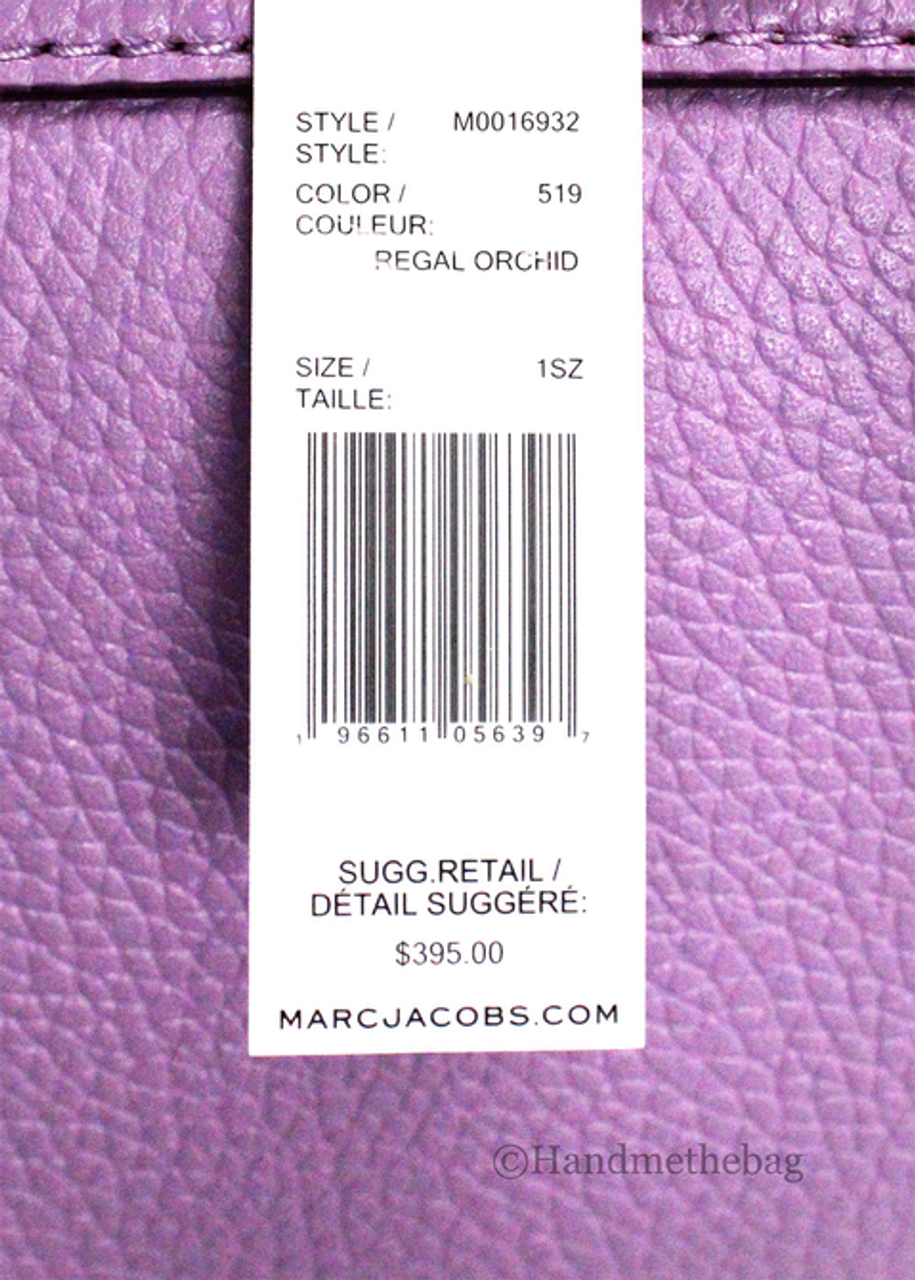 STYLE / M0016932
STYLE:
COLOR / 519
COULEUR:
REGAL ORCHID
SIZE / 1SZ
TAILLE:
1 96611 05639 7
SUGG.RETAIL /
DÉTAIL SUGGÉRÉ:
$395.00
MARCJACOBS.COM
©Handmethebag